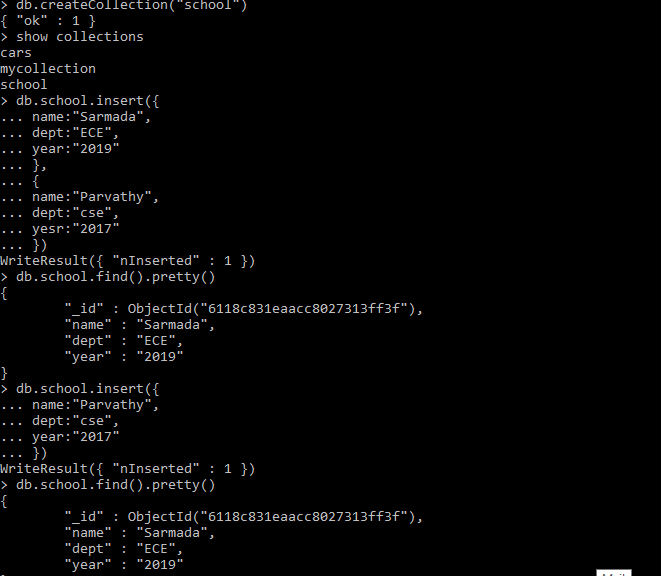 > db.createCollection("school")
{ "ok" : 1 }
> show collections
cars
mycollection
school
> db.school.insert({
... name:"Sarmada",
... dept:"ECE",
... year:"2019"
... },
... {
... name:"Parvathy",
... dept:"cse",
... yesr:"2017"
... })
WriteResult({ "nInserted" : 1 })
> db.school.find().pretty()
{
        "_id" : ObjectId("6118c831eaacc8027313ff3f"),
        "name" : "Sarmada",
        "dept" : "ECE",
        "year" : "2019"
}
> db.school.insert({
... name:"Parvathy",
... dept:"cse",
... year:"2017"
... })
WriteResult({ "nInserted" : 1 })
> db.school.find().pretty()
{
        "_id" : ObjectId("6118c831eaacc8027313ff3f"),
        "name" : "Sarmada",
        "dept" : "ECE",
        "year" : "2019"